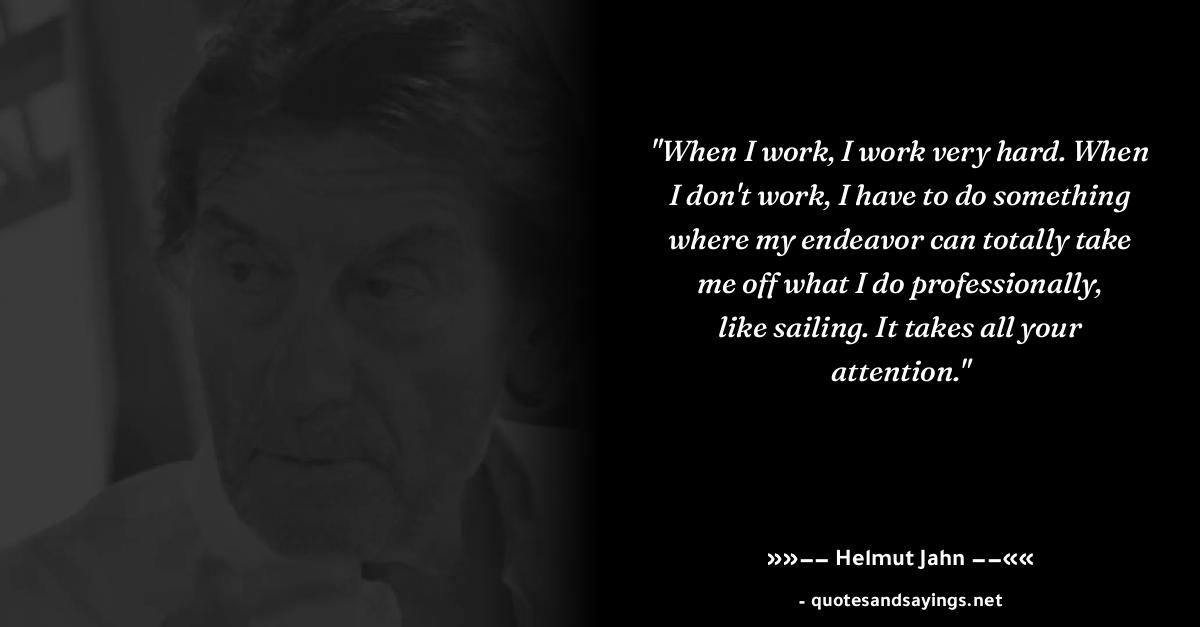 "When I work, I work very hard. When
I don't work, I have to do something
where my endeavor can totally take
me off what I do professionally,
like sailing. It takes all your
attention."
»»−− Helmut Jahn −−««
- quotesandsayings.net